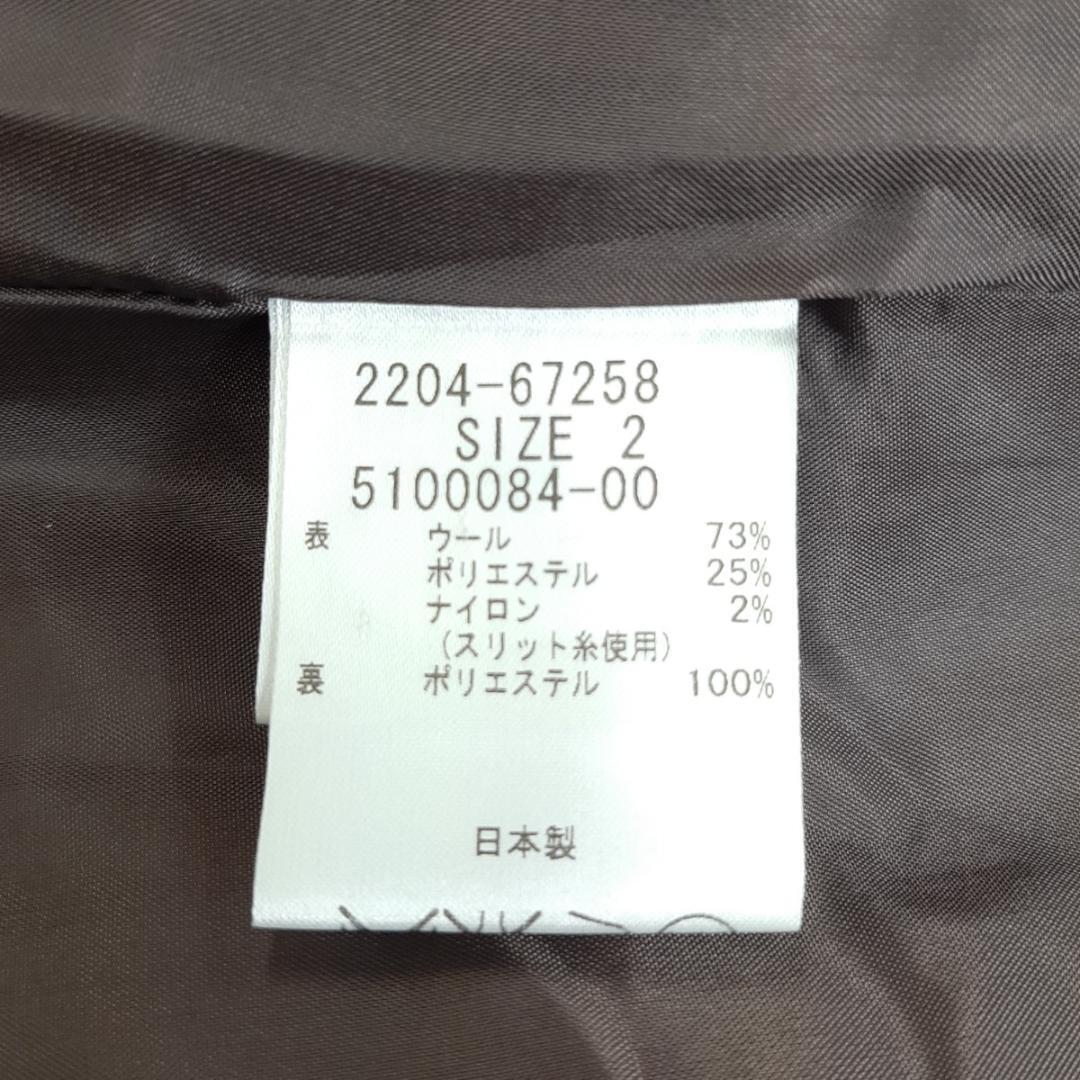 2204-67258
SIZE 2
5100084-00
表 ウール 73%
ポリエステル 25%
ナイロン 2%
(スリット糸使用)
裏 ポリエステル 100%
日本製